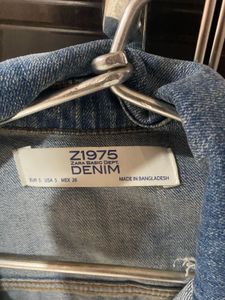 Z1975
ZARA BASIC DEPT.
DENIM
EUR S USA S MEX 26 MADE IN BANGLADESH